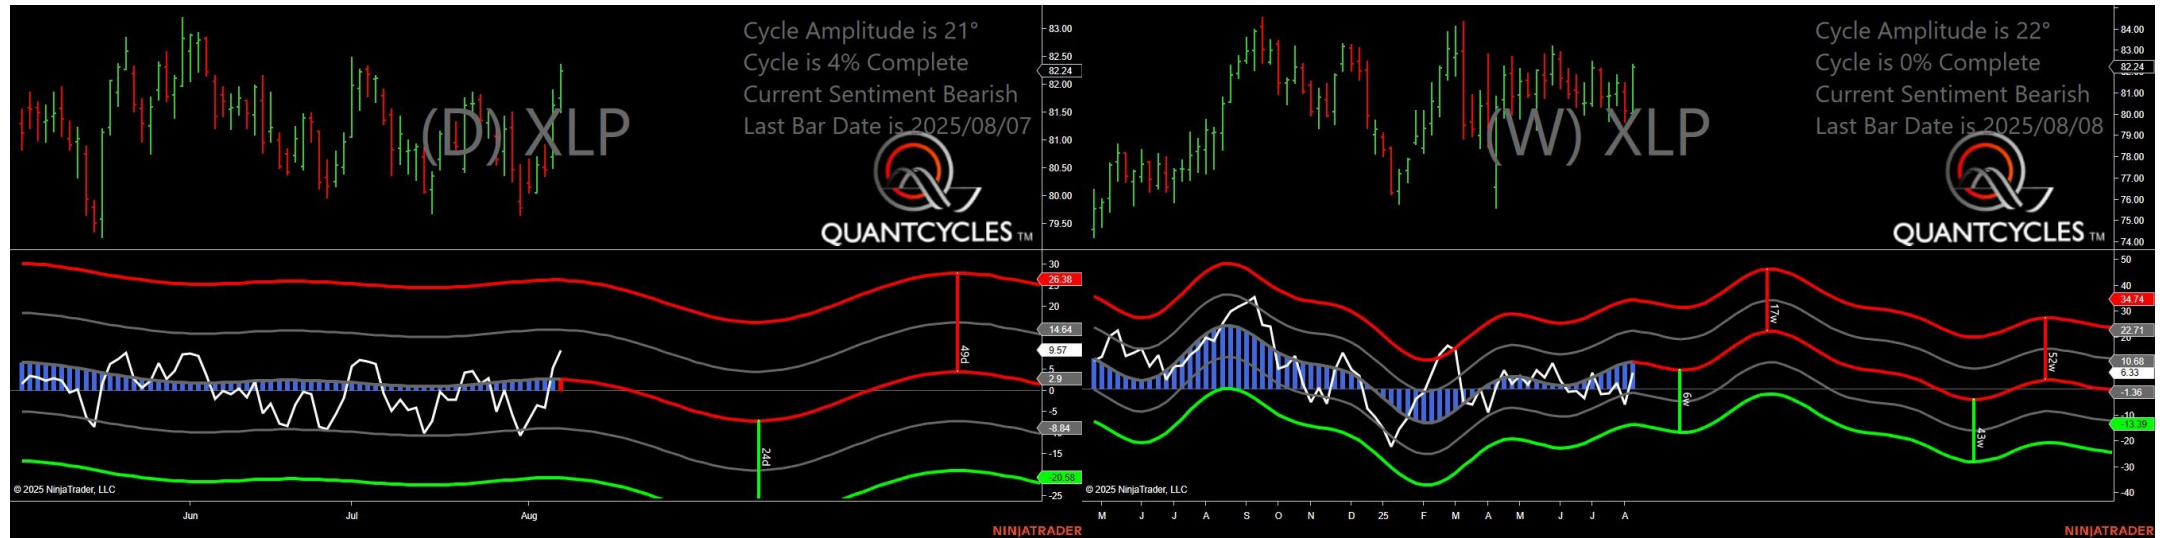 Cycle Amplitude is 21°
Cycle is 4% Complete
Current Sentiment Bearish
Last Bar Date is 2025/08/07
(D) XLP
QUANTCYCLES TM
83.00
82.50
82.24
82.00
81.50
81.00
80.50
80.00
79.50
30
26.38
25
20
14.64
9.57
5
2.9
0
-5
-8.84
-15
-20.58
-25
49d
24d
© 2025 NinjaTrader, LLC
Jun
Jul
Aug
NINJATRADER
Cycle Amplitude is 22°
Cycle is 0% Complete
Current Sentiment Bearish
Last Bar Date is 2025/08/08
(W) XLP
QUANTCYCLES TM
84.00
83.00
82.24
81.00
80.00
79.00
78.00
77.00
76.00
75.00
74.00
50
40
34.74
30
22.71
20
10.68
6.33
-1.36
-10
-13.39
-20
-30
-40
17w
52w
6w
43w
© 2025 NinjaTrader, LLC
M
J
J
A
S
O
N
D
25
F
M
A
M
J
J
A
NINJATRADER